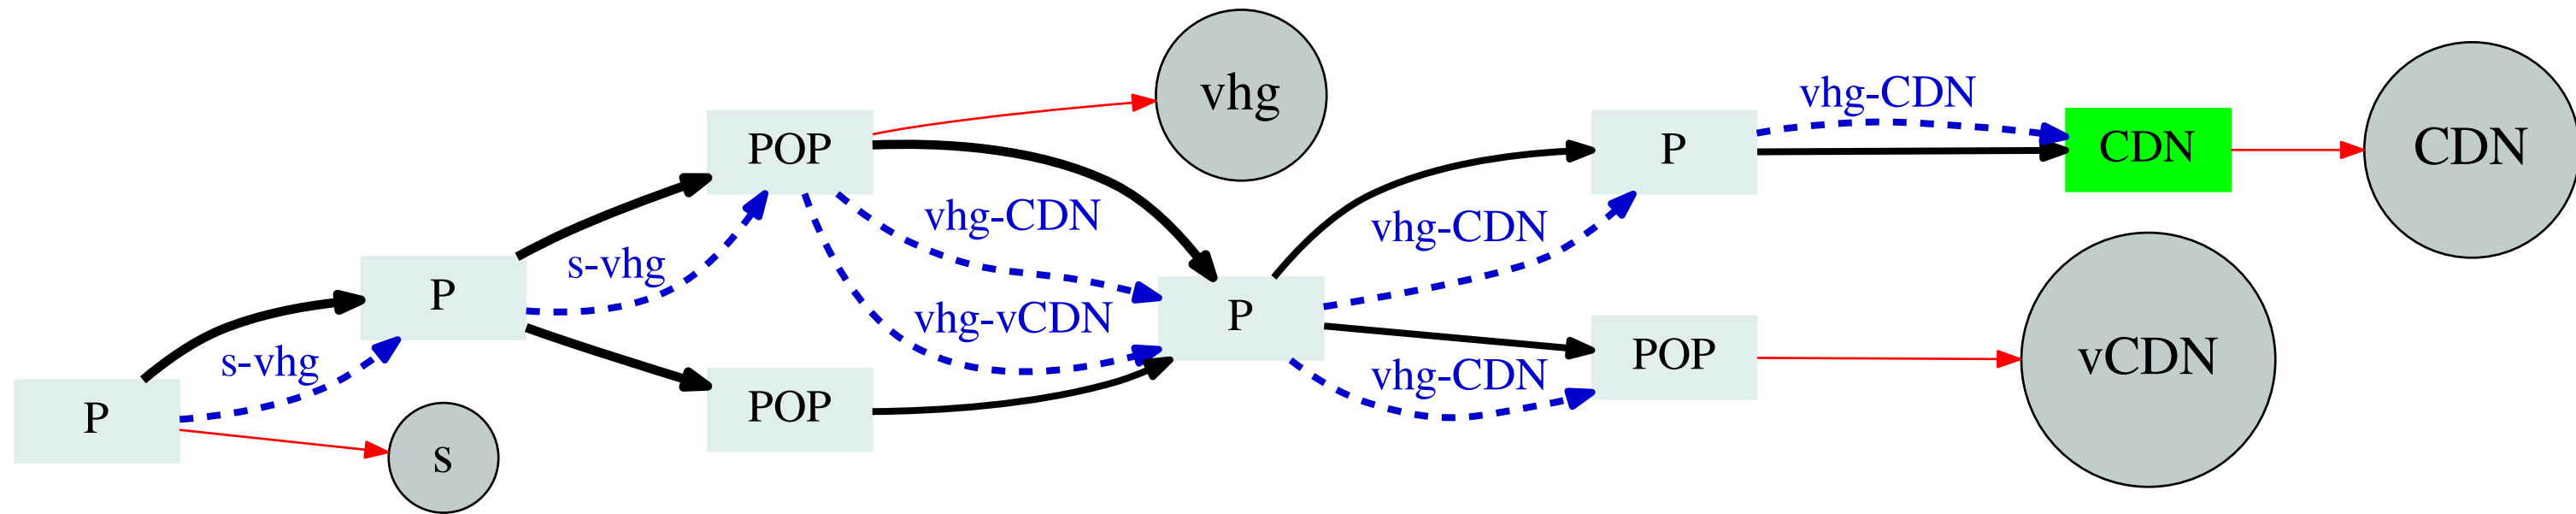 P
s-vhg
s
P
s-vhg
POP
POP
vhg
vhg-CDN
vhg-vCDN
P
vhg-CDN
vhg-CDN
P
POP
vhg-CDN
CDN
vCDN
CDN